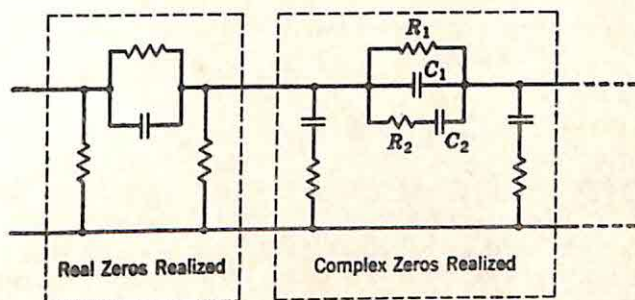 R₁
C₁
R₂
C₂
Real Zeros Realized
Complex Zeros Realized